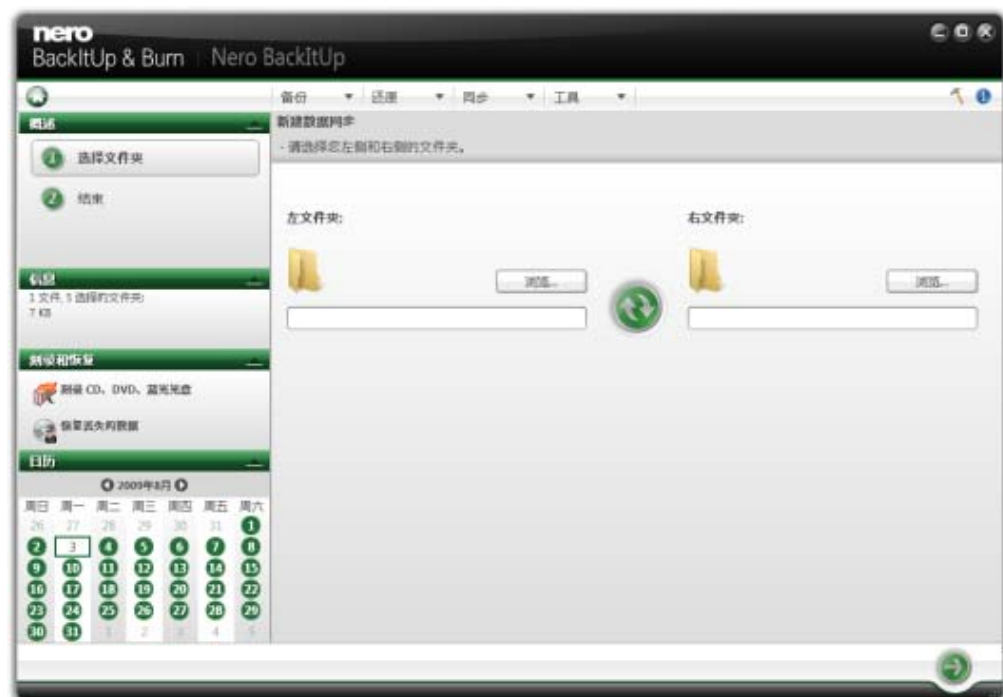 nero
BackItUp & Burn | Nero BackItUp
备份 还原 同步 工具
概述
1 选择文件夹
2 结束
新建数据同步
- 请选择您左侧和右侧的文件夹。
左文件夹:
浏览...
右文件夹:
浏览...
信息
1 文件, 1 选择的文件夹:
7 KB
刻录和恢复
刻录 CD、DVD、蓝光光盘
恢复丢失的数据
日历
2009年8月
周日 周一 周二 周三 周四 周五 周六
26 27 28 29 30 31 1
2 3 4 5 6 7 8
9 10 11 12 13 14 15
16 17 18 19 20 21 22
23 24 25 26 27 28 29
30 31 1 2 3 4 5